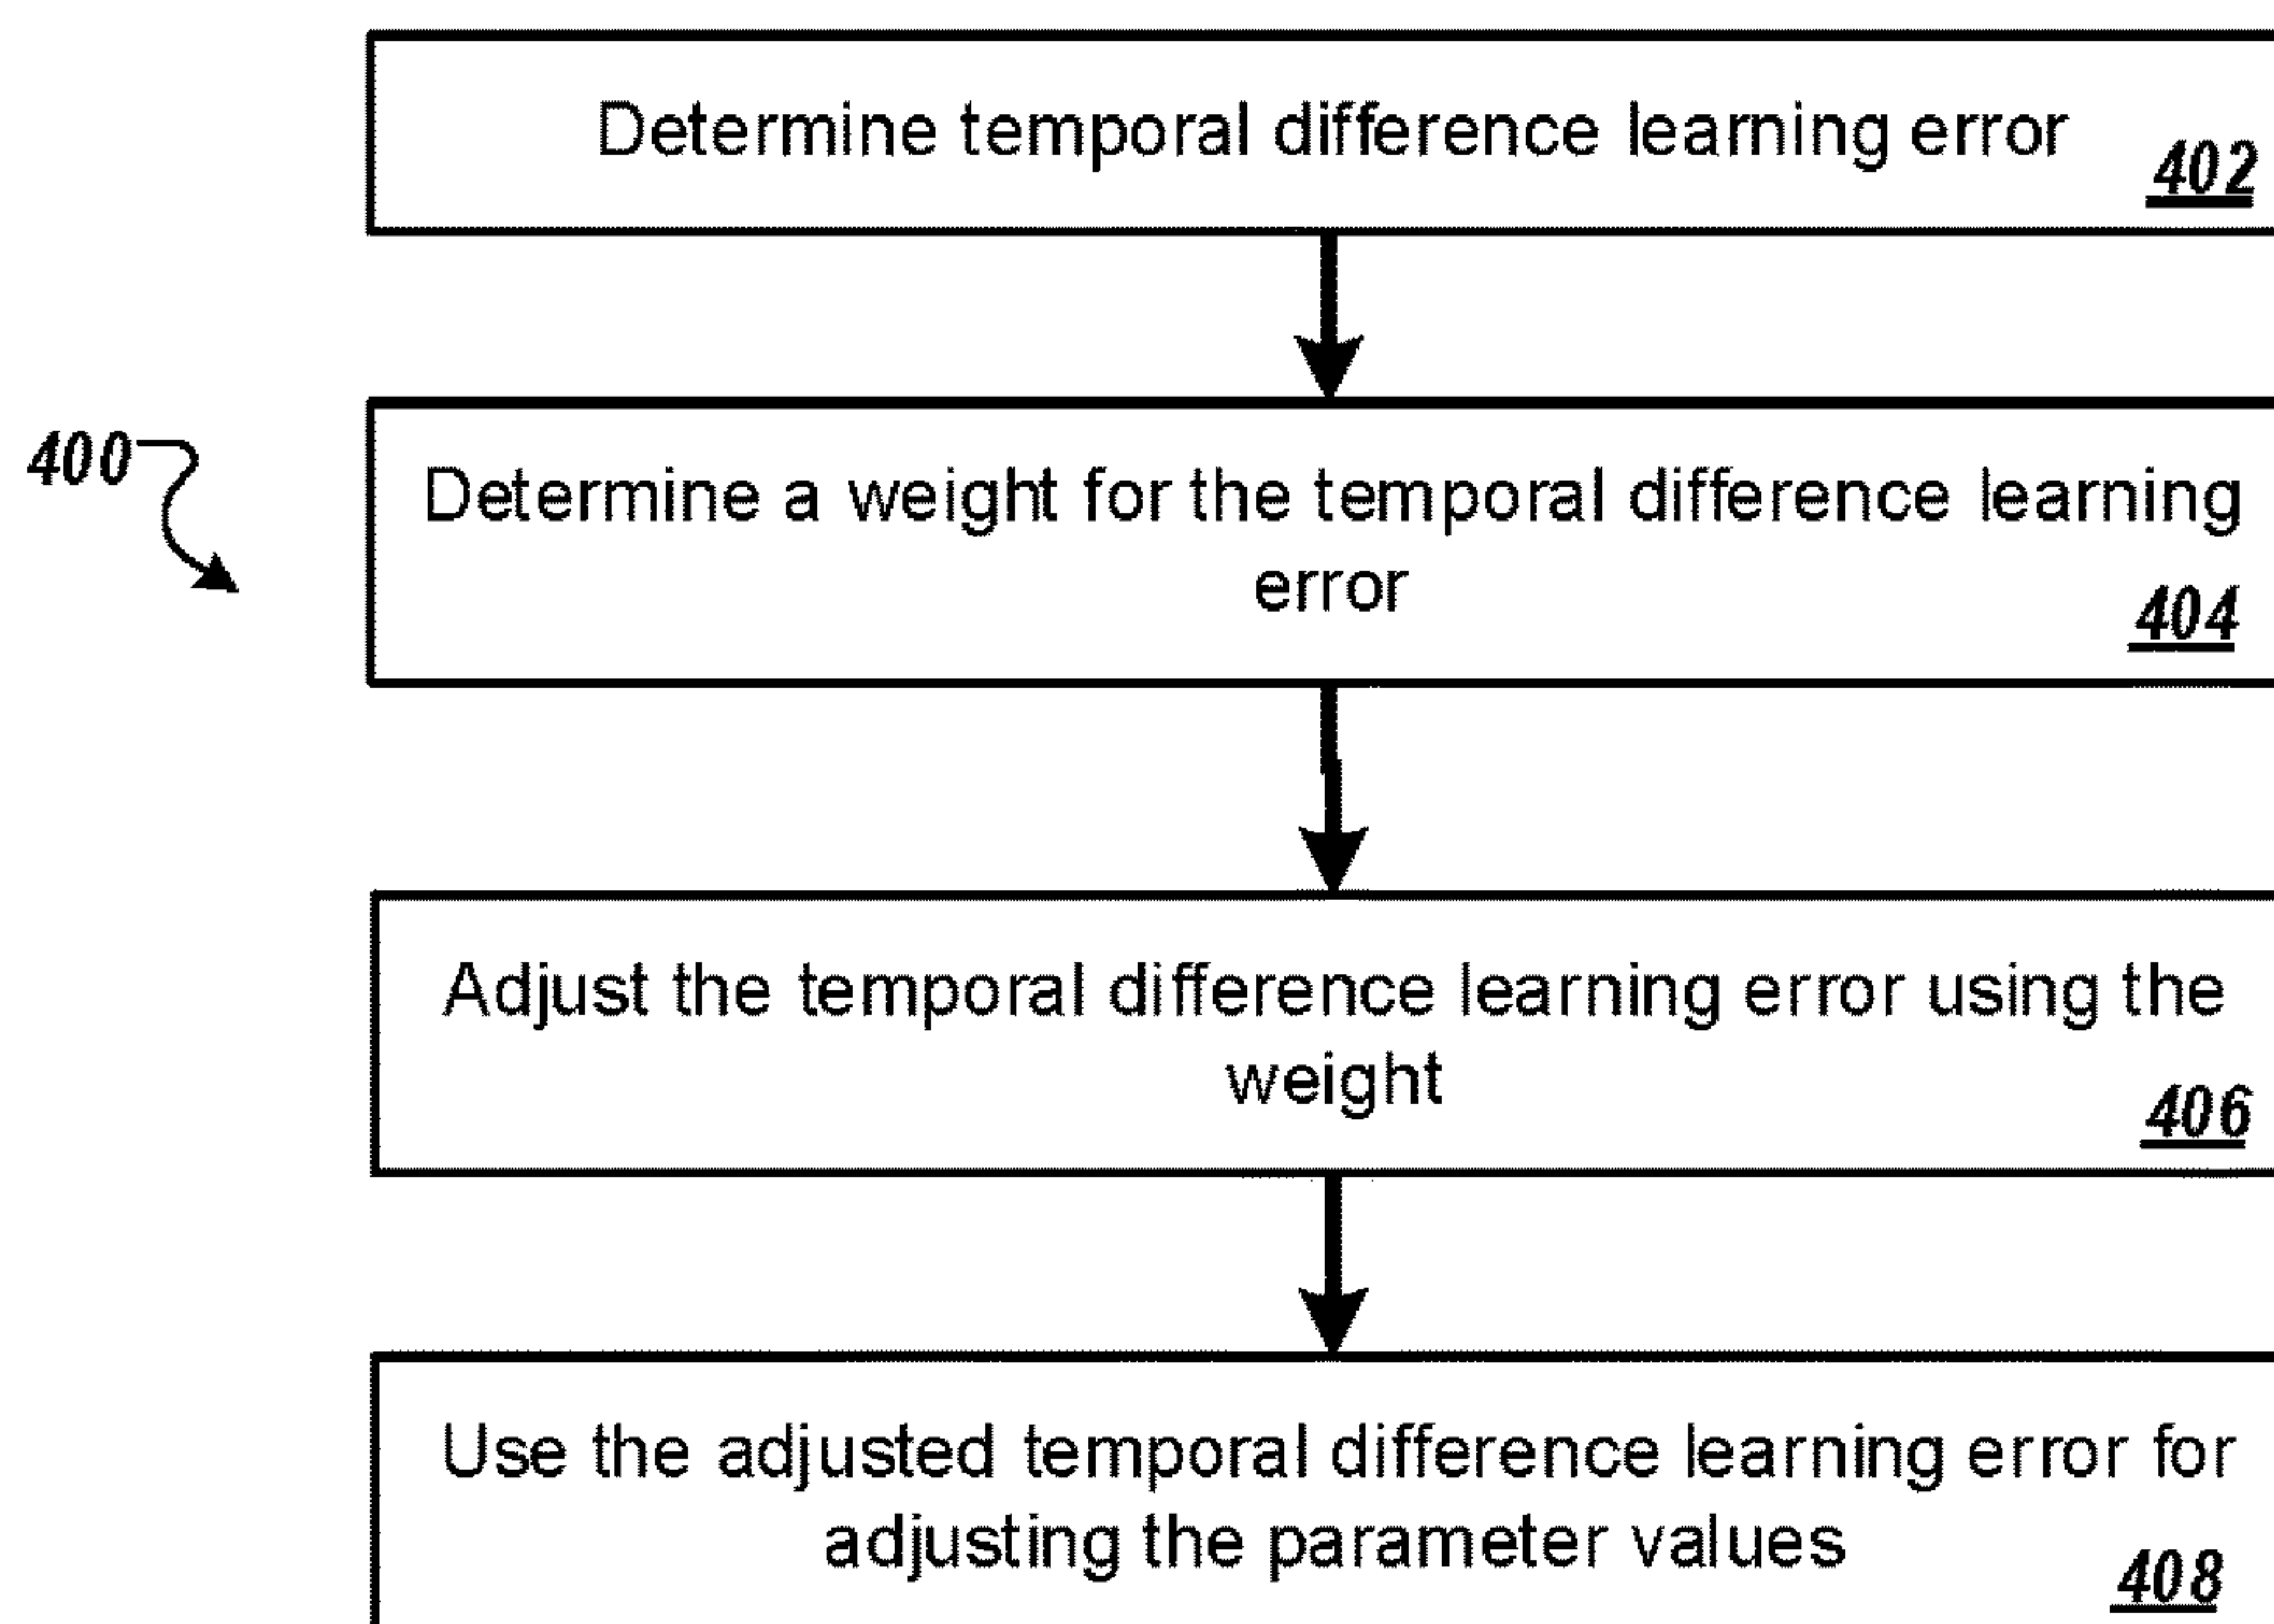 Determine temporal difference learning error
402
400
Determine a weight for the temporal difference learning
error
404
Adjust the temporal difference learning error using the
weight
406
Use the adjusted temporal difference learning error for
adjusting the parameter values
408